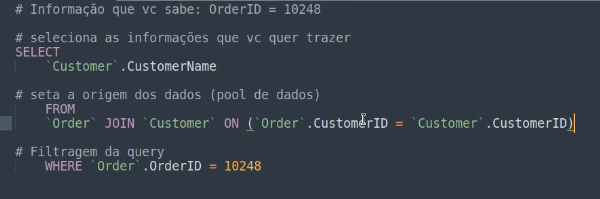 # Informação que vc sabe: OrderID = 10248
# seleciona as informações que vc quer trazer
SELECT
`Customer`.CustomerName
# seta a origem dos dados (pool de dados)
FROM
`Order` JOIN `Customer` ON (`Order`.CustomerID = `Customer`.CustomerID)
# Filtragem da query
WHERE `Order`.OrderID = 10248